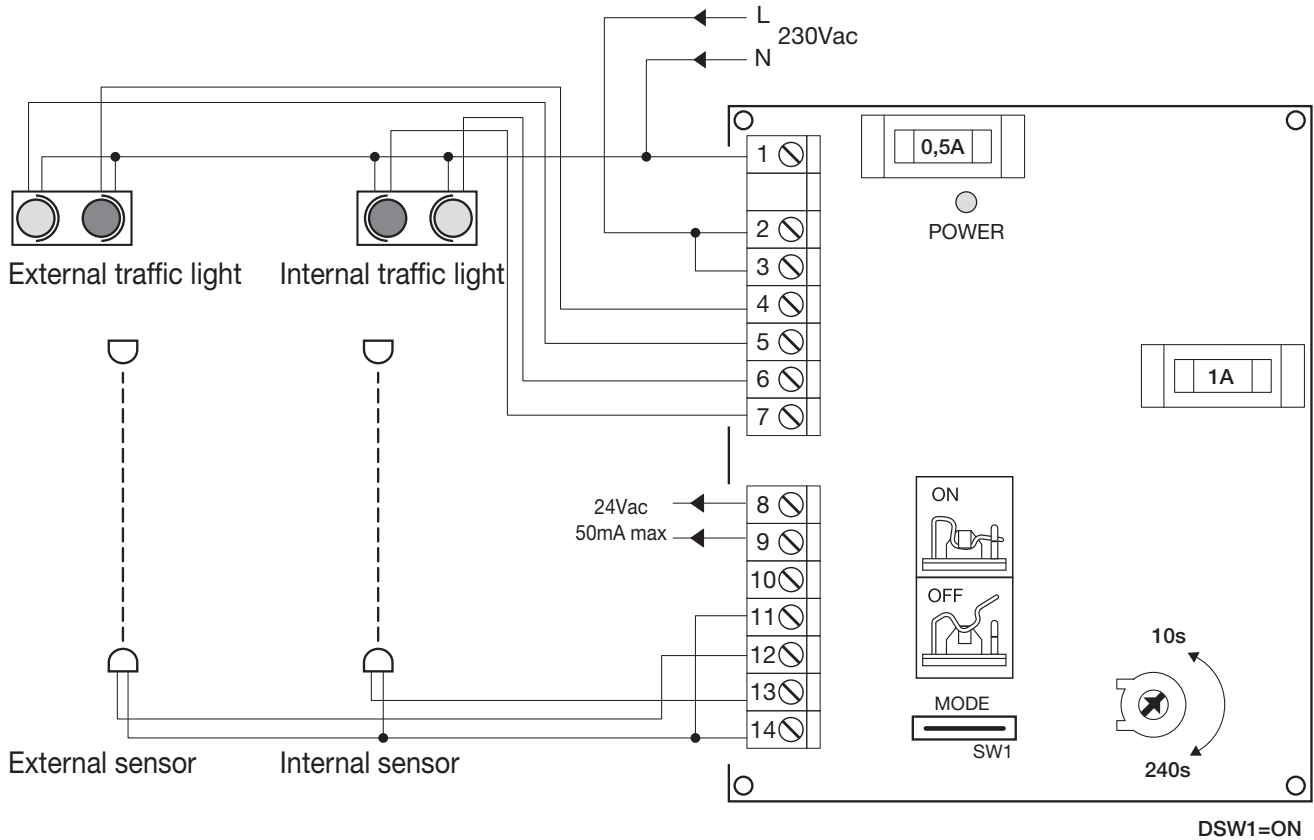 L
230Vac
N
0,5A
POWER
1
2
3
4
5
6
7
External traffic light
Internal traffic light
1A
24Vac
50mA max
8
9
10
11
12
13
14
ON
OFF
MODE
SW1
10s
240s
External sensor
Internal sensor
DSW1=ON